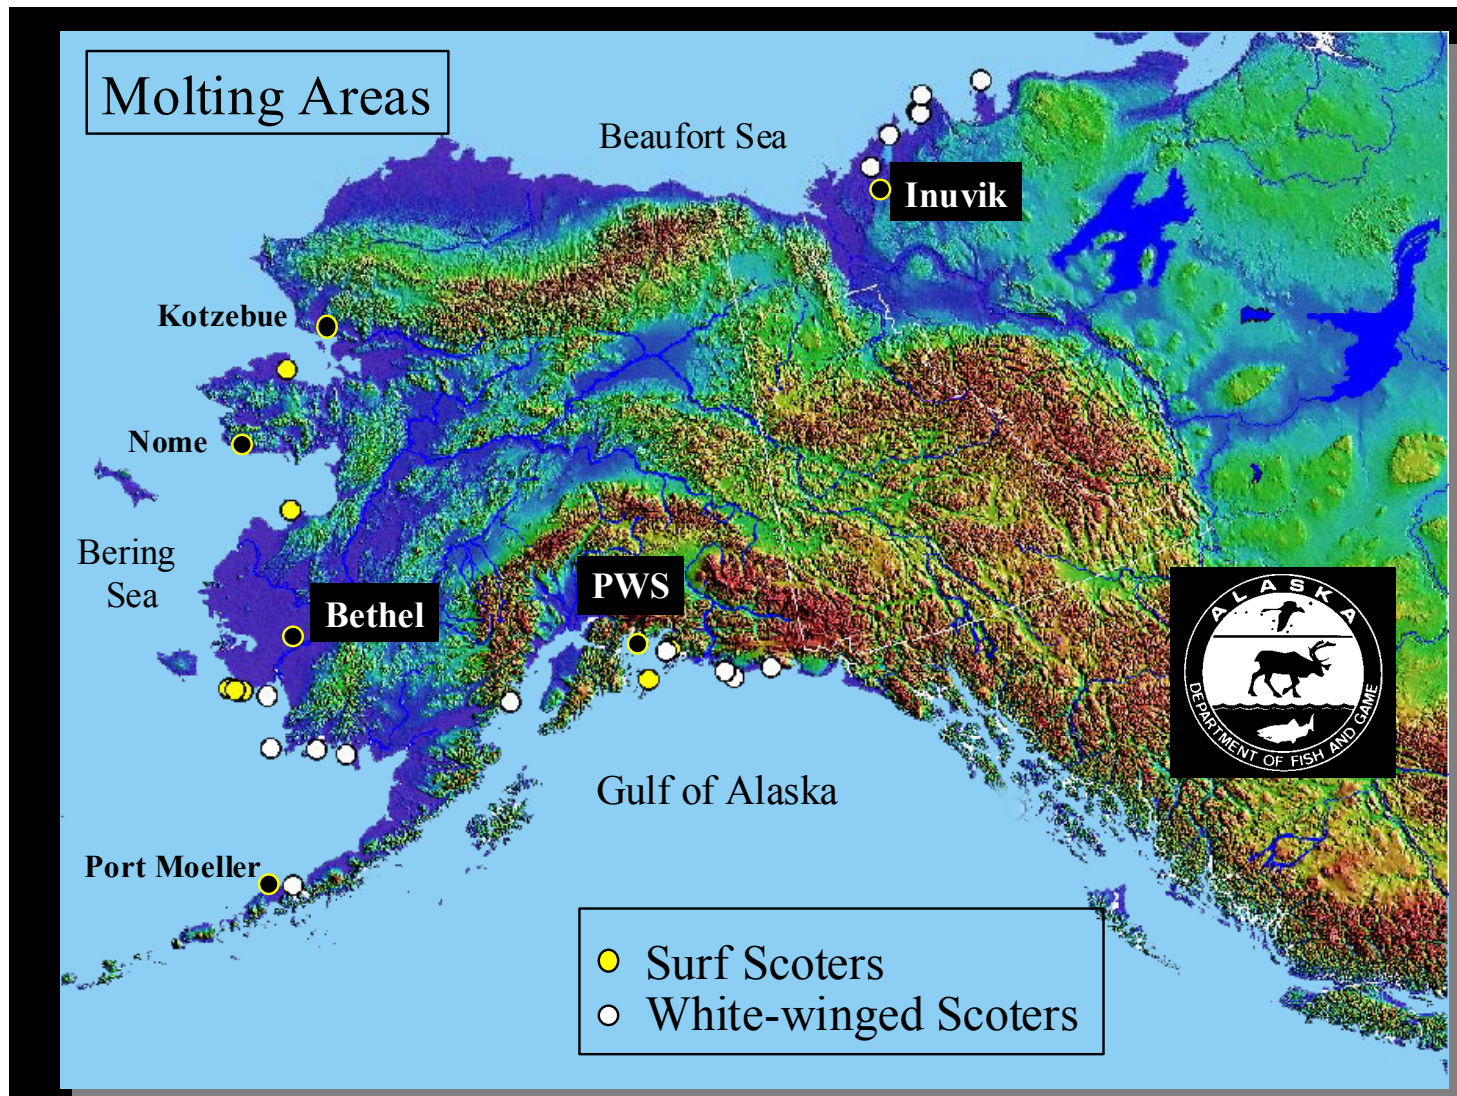 Molting Areas
Beaufort Sea
Inuvik
Kotzebue
Nome
Bering
Sea
PWS
Bethel
ALASKA
DEPARTMENT OF FISH AND GAME
Gulf of Alaska
Port Moeller
Surf Scoters
White-winged Scoters